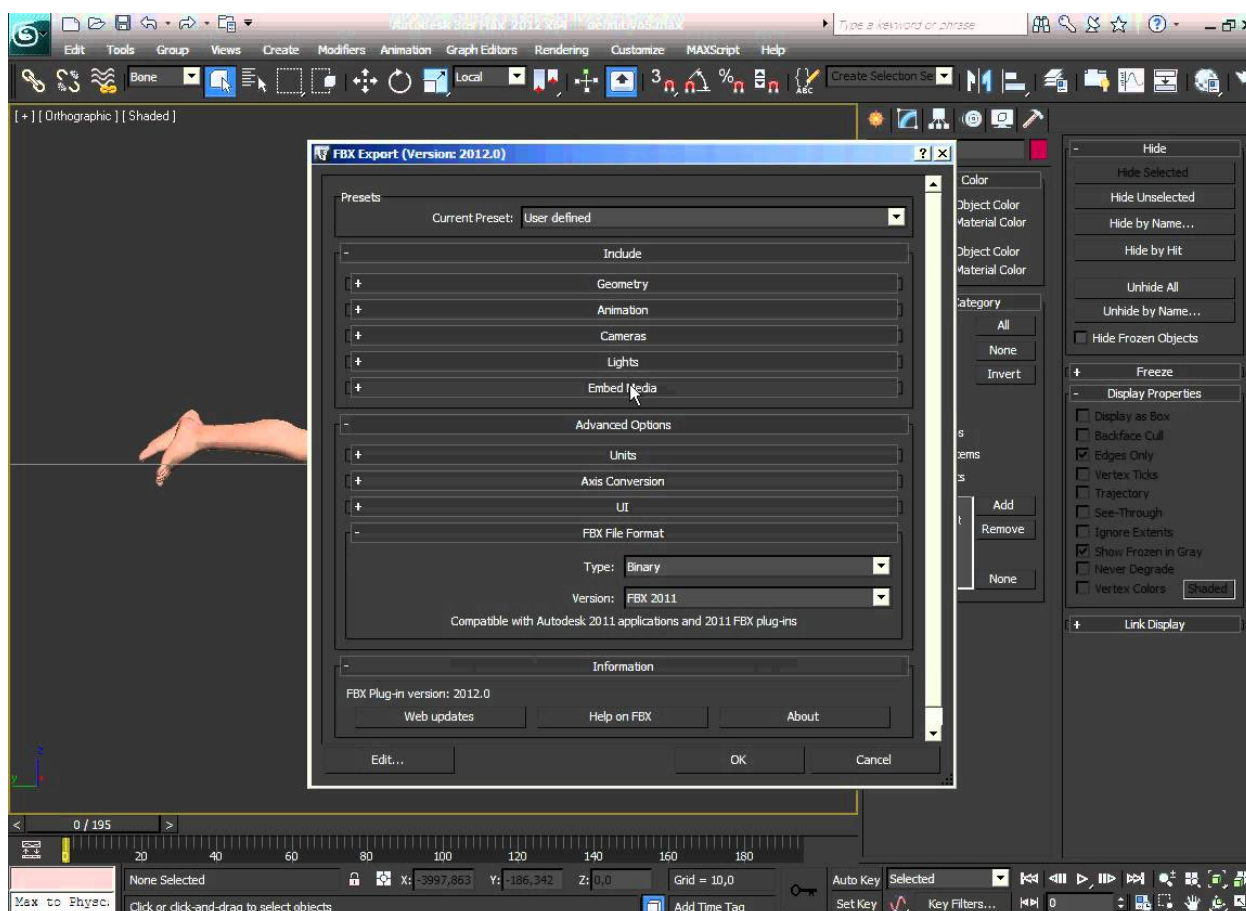 Type a keyword or phrase
Edit Tools Group Views Create Modifiers Animation Graph Editors Rendering Customize MAXScript Help
Bone
Local
3
%
ABC
Create Selection Se
[ + ] [ Orthographic ] [ Shaded ]
FBX Export (Version: 2012.0)
Presets
Current Preset: User defined
Include
Geometry
Animation
Cameras
Lights
Embed Media
Advanced Options
Units
Axis Conversion
UI
FBX File Format
Type: Binary
Version: FBX 2011
Compatible with Autodesk 2011 applications and 2011 FBX plug-ins
Information
FBX Plug-in version: 2012.0
Web updates Help on FBX About
Edit... OK Cancel
Color
Object Color
Material Color
Object Color
Material Color
Category
All
None
Invert
Add
Remove
None
Hide
Hide Selected
Hide Unselected
Hide by Name...
Hide by Hit
Unhide All
Unhide by Name...
Hide Frozen Objects
Freeze
Display Properties
Display as Box
Backface Cull
Edges Only
Vertex Ticks
Trajectory
See-Through
Ignore Extents
Show Frozen in Gray
Never Degrade
Vertex Colors Shaded
Link Display
z
y
< 0 / 195 >
0 20 40 60 80 100 120 140 160 180
None Selected X: -3997,863 Y: -186,342 Z: 0,0 Grid = 10,0 Auto Key Selected
Max to Physc: Click or click-and-drag to select objects Add Time Tag Set Key Key Filters... 0